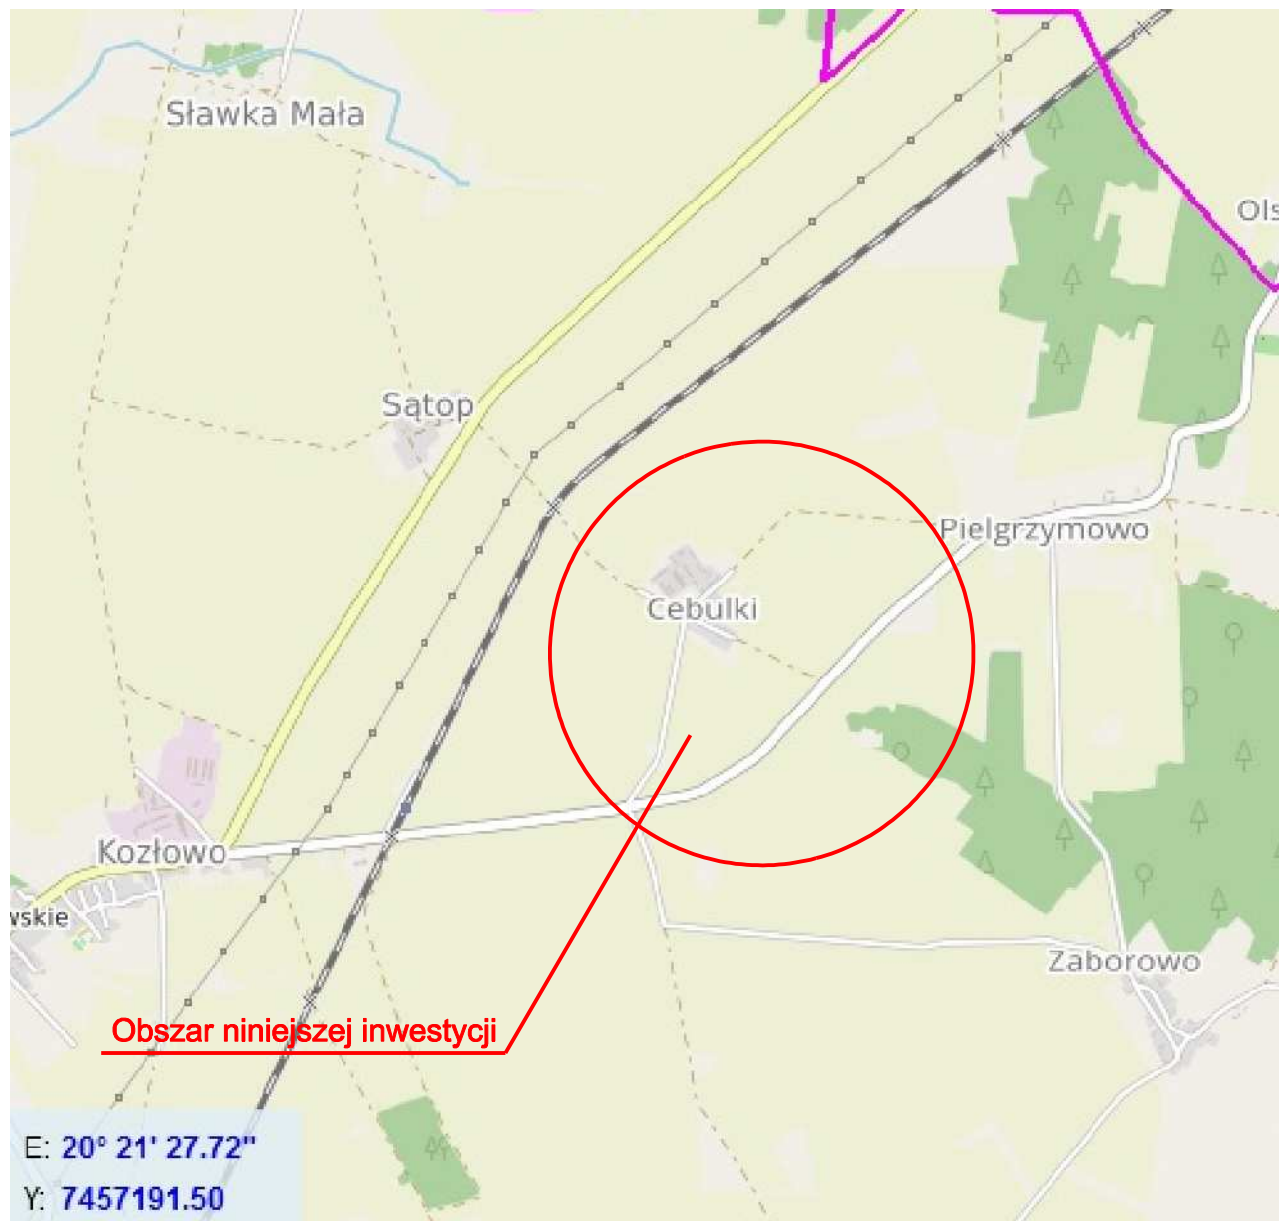 Sławka Mała
Ols
Sątop
Pielgrzymowo
Cebulki
Kozłowo
wskie
Zaborowo
Obszar niniejszej inwestycji
E: 20° 21' 27.72"
Y: 7457191.50